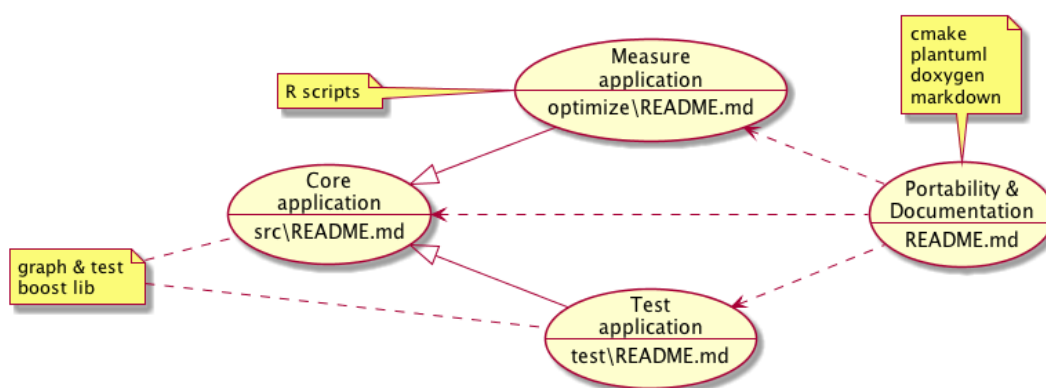 cmake
plantuml
doxygen
markdown
Measure
application
optimize\README.md
R scripts
Core
application
src\README.md
Portability &
Documentation
README.md
graph & test
boost lib
Test
application
test\README.md